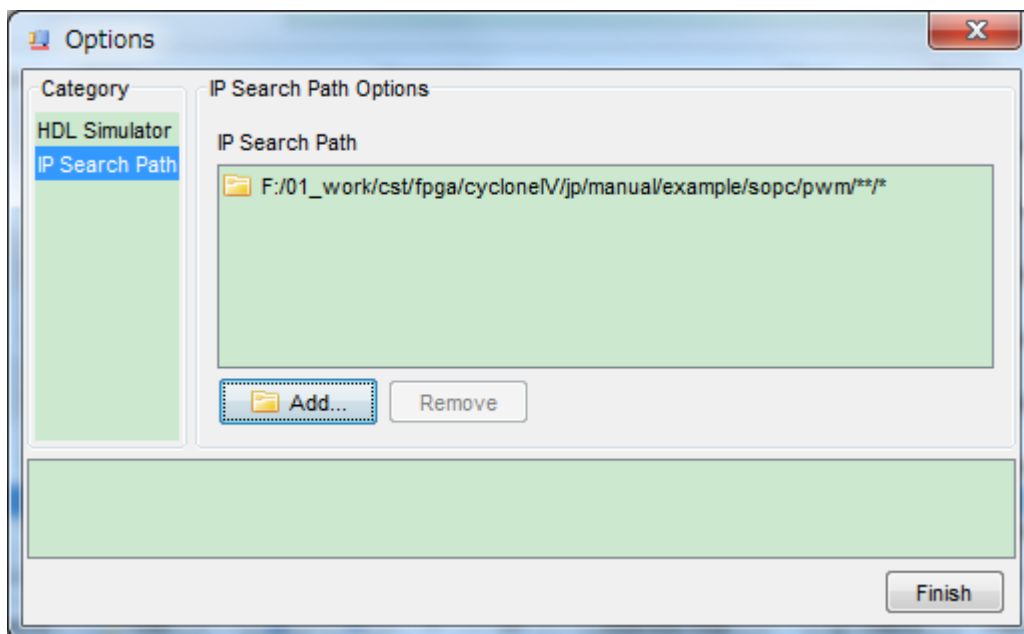 Options
Category
HDL Simulator
IP Search Path
IP Search Path Options
IP Search Path
F:/01_work/cst/fpga/cycloneIV/jp/manual/example/sopc/pwm/**/*
Add...
Remove
Finish